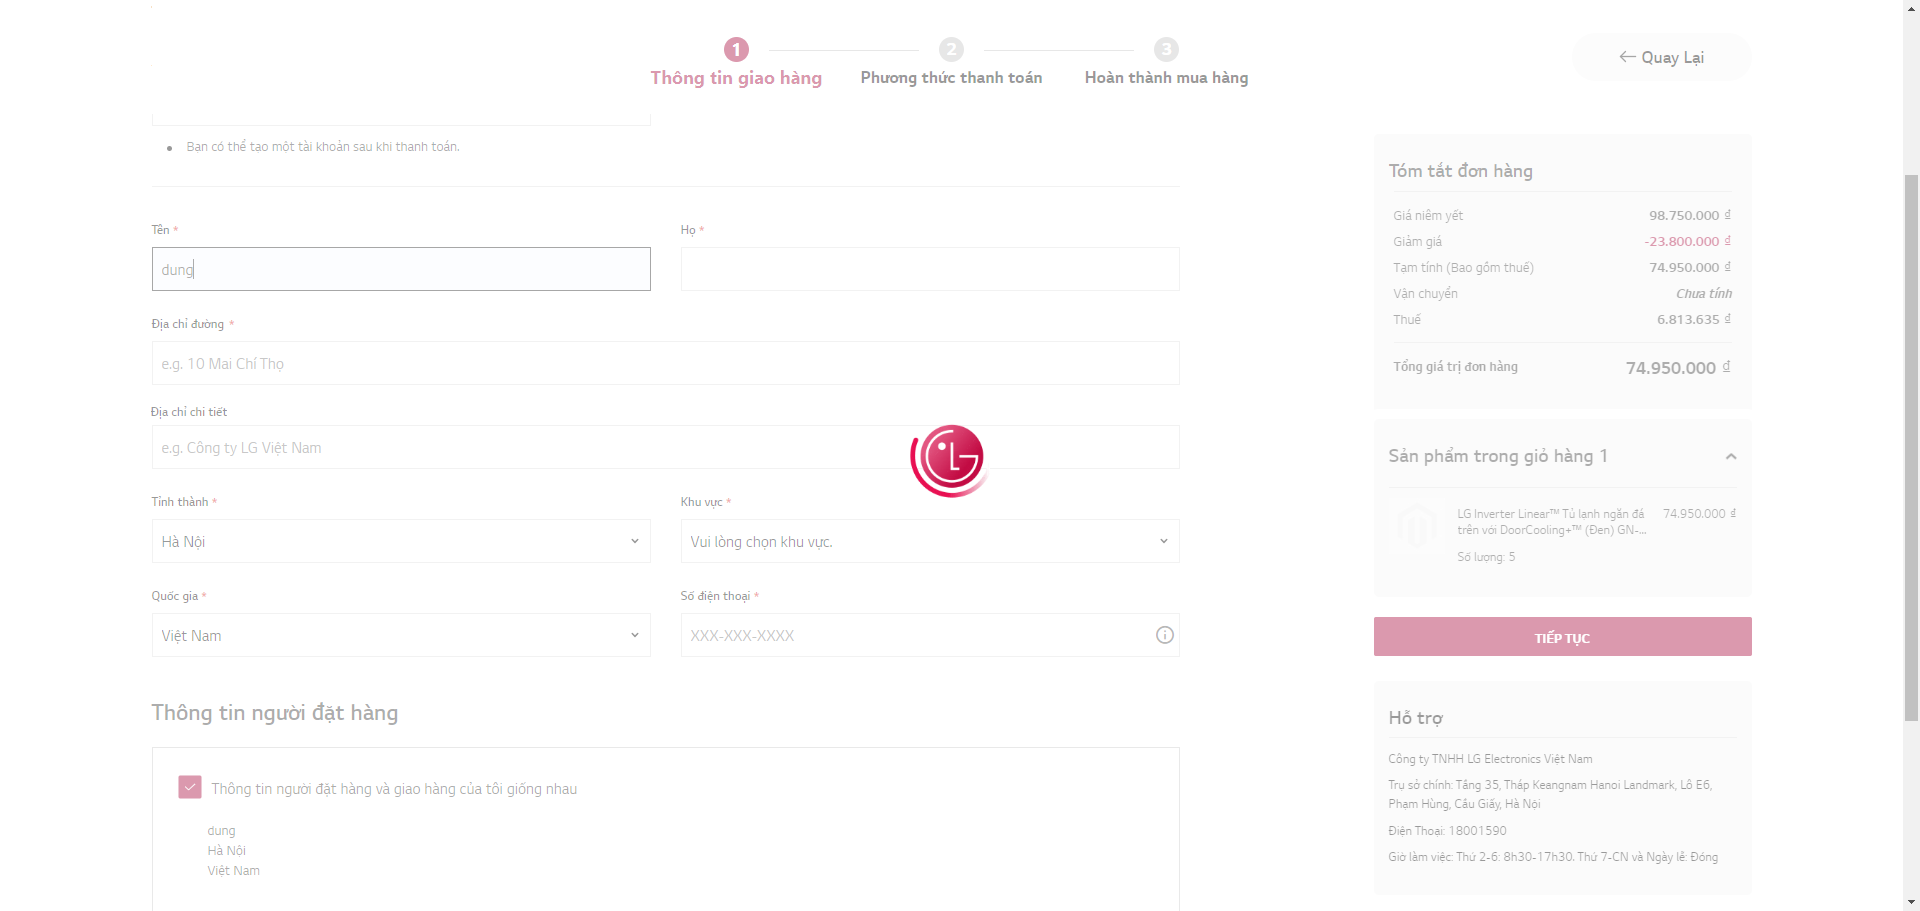 1
2
3
Thông tin giao hàng
Phương thức thanh toán
Hoàn thành mua hàng
Quay Lại
Bạn có thể tạo một tài khoản sau khi thanh toán.
Tên *
Họ *
dung
Địa chỉ đường *
e.g. 10 Mai Chí Thọ
Địa chỉ chi tiết
e.g. Công ty LG Việt Nam
Tỉnh thành *
Khu vực *
Hà Nội
Vui lòng chọn khu vực.
Quốc gia *
Số điện thoại *
Việt Nam
XXX-XXX-XXXX
Thông tin người đặt hàng
Thông tin người đặt hàng và giao hàng của tôi giống nhau
dung
Hà Nội
Việt Nam
LG
Tóm tắt đơn hàng
Giá niêm yết 98.750.000 ₫
Giảm giá -23.800.000 ₫
Tạm tính (Bao gồm thuế) 74.950.000 ₫
Vận chuyển Chưa tính
Thuế 6.813.635 ₫
Tổng giá trị đơn hàng 74.950.000 ₫
Sản phẩm trong giỏ hàng 1
LG Inverter Linear™ Tủ lạnh ngăn đá 74.950.000 ₫
trên với DoorCooling+™ (Đen) GN-...
Số lượng: 5
TIẾP TỤC
Hỗ trợ
Công ty TNHH LG Electronics Việt Nam
Trụ sở chính: Tầng 35, Tháp Keangnam Hanoi Landmark, Lô E6,
Phạm Hùng, Cầu Giấy, Hà Nội
Điện Thoại: 18001590
Giờ làm việc: Thứ 2-6: 8h30-17h30. Thứ 7-CN và Ngày lễ: Đóng